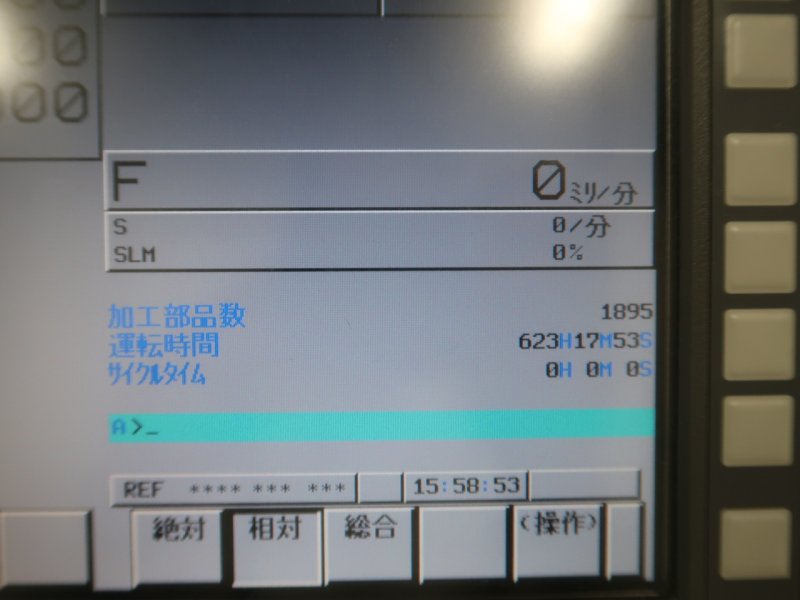 00
000
F 0 ミリ/分
S 0/分
SLM 0%
加工部品数 1895
運転時間 623H17M53S
サイクルタイム 0H 0M 0S
A>_
REF **** *** *** 15:58:53
絶対 相対 総合 (操作)